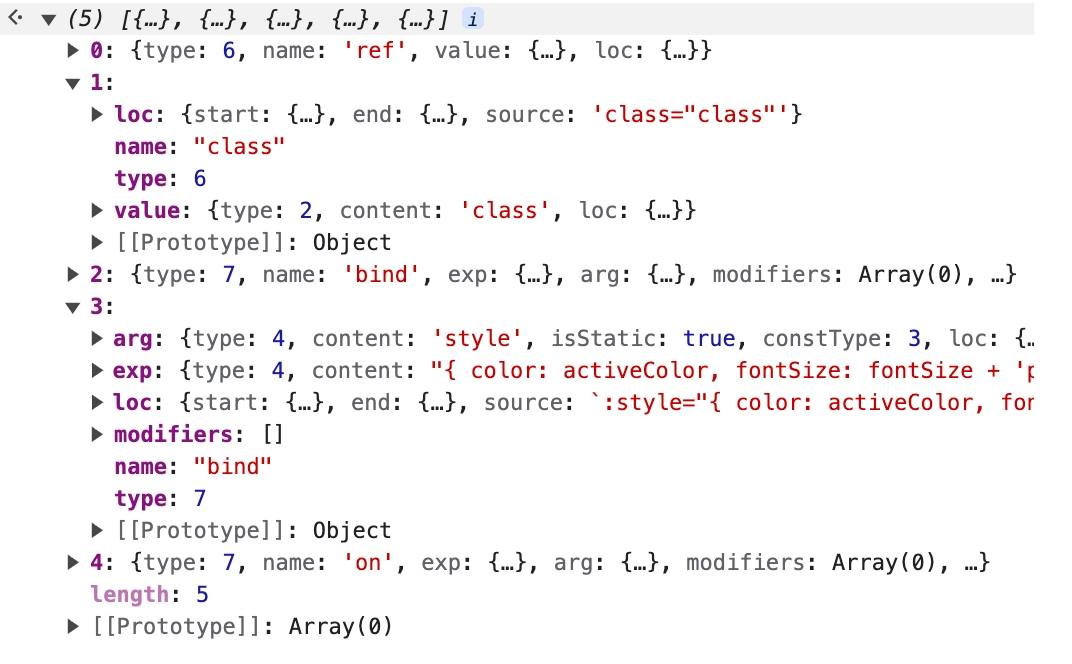 (5) [{…}, {…}, {…}, {…}, {…}] i
0: {type: 6, name: 'ref', value: {…}, loc: {…}}
1:
loc: {start: {…}, end: {…}, source: 'class="class"'}
name: "class"
type: 6
value: {type: 2, content: 'class', loc: {…}}
[[Prototype]]: Object
2: {type: 7, name: 'bind', exp: {…}, arg: {…}, modifiers: Array(0), …}
3:
arg: {type: 4, content: 'style', isStatic: true, constType: 3, loc: {…
exp: {type: 4, content: "{ color: activeColor, fontSize: fontSize + 'p
loc: {start: {…}, end: {…}, source: `:style="{ color: activeColor, fon
modifiers: []
name: "bind"
type: 7
[[Prototype]]: Object
4: {type: 7, name: 'on', exp: {…}, arg: {…}, modifiers: Array(0), …}
length: 5
[[Prototype]]: Array(0)